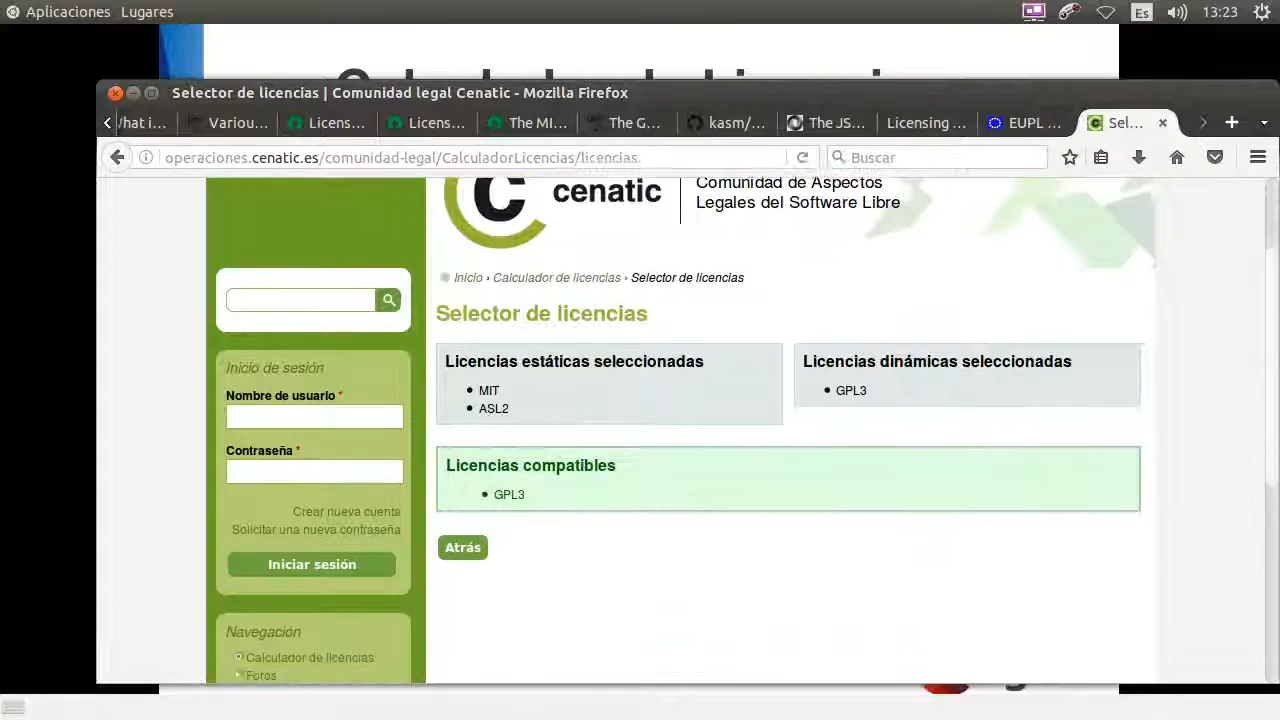 Aplicaciones Lugares
Es 13:23
Selector de licencias | Comunidad legal Cenatic - Mozilla Firefox
/hat i... Variou... Licens... Licens... The MI... The G... kasm/... The JS... Licensing EUPL ... Sel...
operaciones.cenatic.es/comunidad-legal/CalculadorLicencias/licencias.
Buscar
cenatic
Comunidad de Aspectos
Legales del Software Libre
Inicio › Calculador de licencias › Selector de licencias
Selector de licencias
Licencias estáticas seleccionadas
MIT
ASL2
Licencias dinámicas seleccionadas
GPL3
Licencias compatibles
GPL3
Atrás
Inicio de sesión
Nombre de usuario *
Contraseña *
Crear nueva cuenta
Solicitar una nueva contraseña
Iniciar sesión
Navegación
Calculador de licencias
Foros